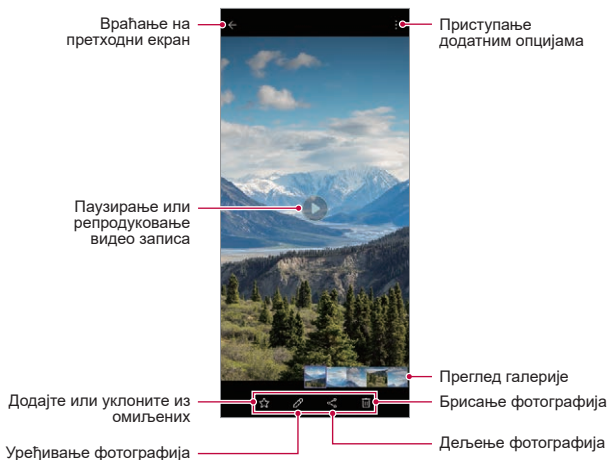 Враћање на
претходни екран
Приступање
додатним опцијама
Паузирање или
репродуковање
видео записа
Преглед галерије
Додајте или уклоните из
омиљених
Брисање фотографија
Уређивање фотографија
Дељење фотографија